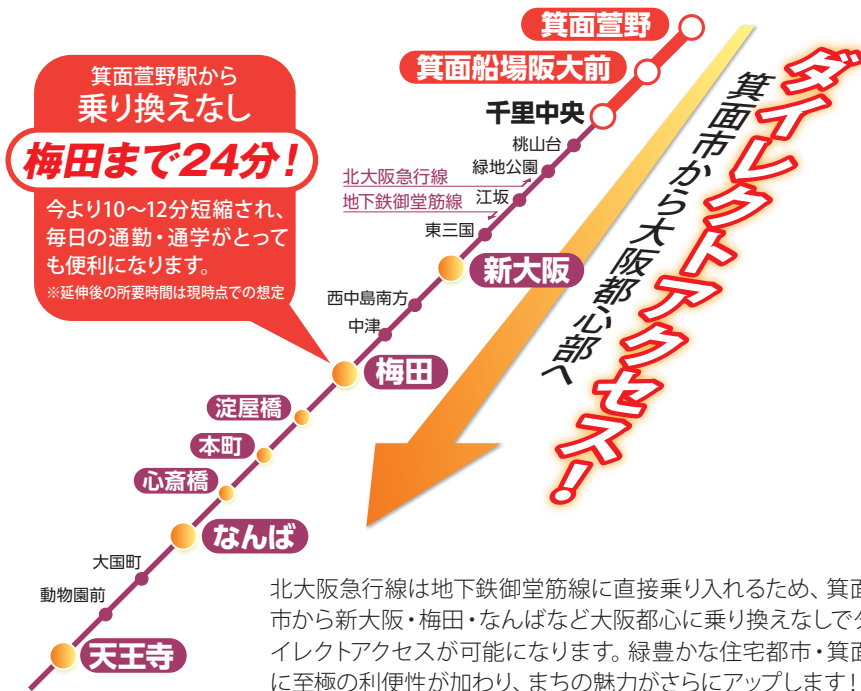 箕面萱野
箕面船場阪大前
千里中央
桃山台
緑地公園
江坂
東三国
新大阪
西中島南方
中津
梅田
淀屋橋
本町
心斎橋
なんば
大国町
動物園前
天王寺
北大阪急行線
地下鉄御堂筋線
箕面萱野駅から
乗り換えなし
梅田まで24分!
今より10〜12分短縮され、
毎日の通勤・通学がとって
も便利になります。
※延伸後の所要時間は現時点での想定
ダイレクトアクセス!
箕面市から大阪都心部へ
北大阪急行線は地下鉄御堂筋線に直接乗り入れるため、箕面
市から新大阪・梅田・なんばなど大阪都心に乗り換えなしでダ
イレクトアクセスが可能になります。緑豊かな住宅都市・箕面
に至極の利便性が加わり、まちの魅力がさらにアップします!